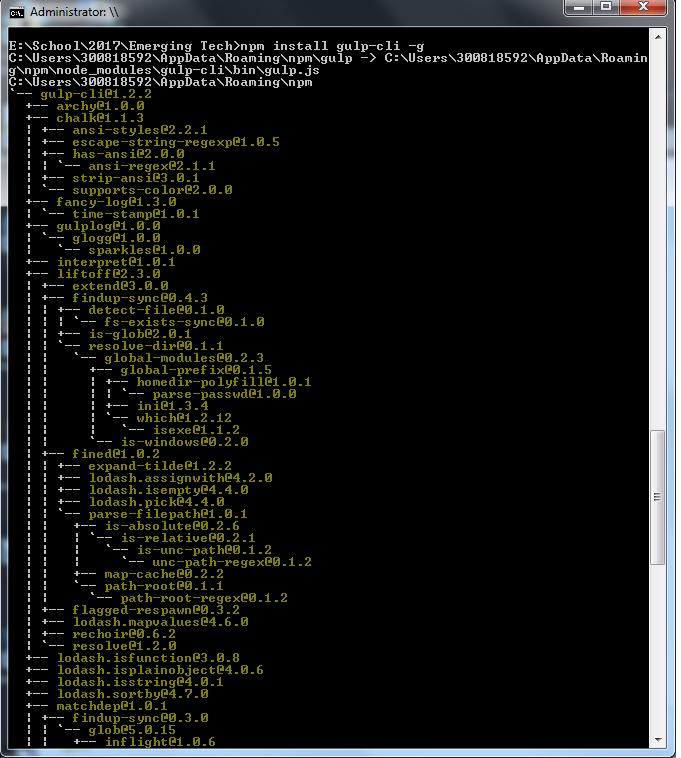 Administrator: \\
E:\School\2017\Emerging Tech>npm install gulp-cli -g
C:\Users\300818592\AppData\Roaming\npm\gulp -> C:\Users\300818592\AppData\Roamin
g\npm\node_modules\gulp-cli\bin\gulp.js
C:\Users\300818592\AppData\Roaming\npm
`-- gulp-cli@1.2.2
  +-- archy@1.0.0
  +-- chalk@1.1.3
  | +-- ansi-styles@2.2.1
  | +-- escape-string-regexp@1.0.5
  | +-- has-ansi@2.0.0
  | | `-- ansi-regex@2.1.1
  | +-- strip-ansi@3.0.1
  | `-- supports-color@2.0.0
  +-- fancy-log@1.3.0
  | `-- time-stamp@1.0.1
  +-- gulplog@1.0.0
  | `-- glogg@1.0.0
  |   `-- sparkles@1.0.0
  +-- interpret@1.0.1
  +-- liftoff@2.3.0
  | +-- extend@3.0.0
  | +-- findup-sync@0.4.3
  | | +-- detect-file@0.1.0
  | | | `-- fs-exists-sync@0.1.0
  | | +-- is-glob@2.0.1
  | | `-- resolve-dir@0.1.1
  | |   `-- global-modules@0.2.3
  | |     +-- global-prefix@0.1.5
  | |     | +-- homedir-polyfill@1.0.1
  | |     | | `-- parse-passwd@1.0.0
  | |     | +-- ini@1.3.4
  | |     | `-- which@1.2.12
  | |     |   `-- isexe@1.1.2
  | |     `-- is-windows@0.2.0
  | +-- fined@1.0.2
  | | +-- expand-tilde@1.2.2
  | | +-- lodash.assignwith@4.2.0
  | | +-- lodash.isempty@4.4.0
  | | +-- lodash.pick@4.4.0
  | | `-- parse-filepath@1.0.1
  | |   +-- is-absolute@0.2.6
  | |   | `-- is-relative@0.2.1
  | |   |   `-- is-unc-path@0.1.2
  | |   |     `-- unc-path-regex@0.1.2
  | |   +-- map-cache@0.2.2
  | |   `-- path-root@0.1.1
  | |     `-- path-root-regex@0.1.2
  | +-- flagged-respawn@0.3.2
  | +-- lodash.mapvalues@4.6.0
  | +-- rechoir@0.6.2
  | `-- resolve@1.2.0
  +-- lodash.isfunction@3.0.8
  +-- lodash.isplainobject@4.0.6
  +-- lodash.isstring@4.0.1
  +-- lodash.sortby@4.7.0
  +-- matchdep@1.0.1
  | +-- findup-sync@0.3.0
  | | `-- glob@5.0.15
  | |   +-- inflight@1.0.6